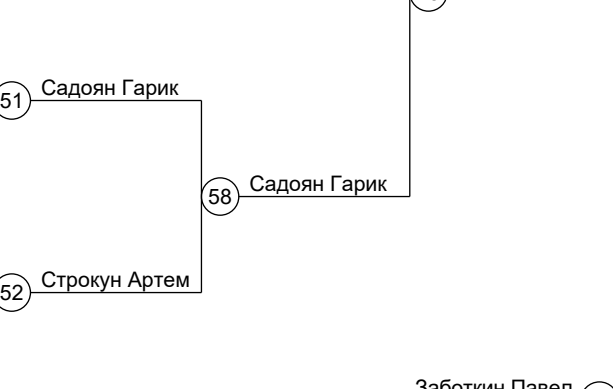 51 Садоян Гарик
58 Садоян Гарик
52 Строкун Артем
Заботкин Павел